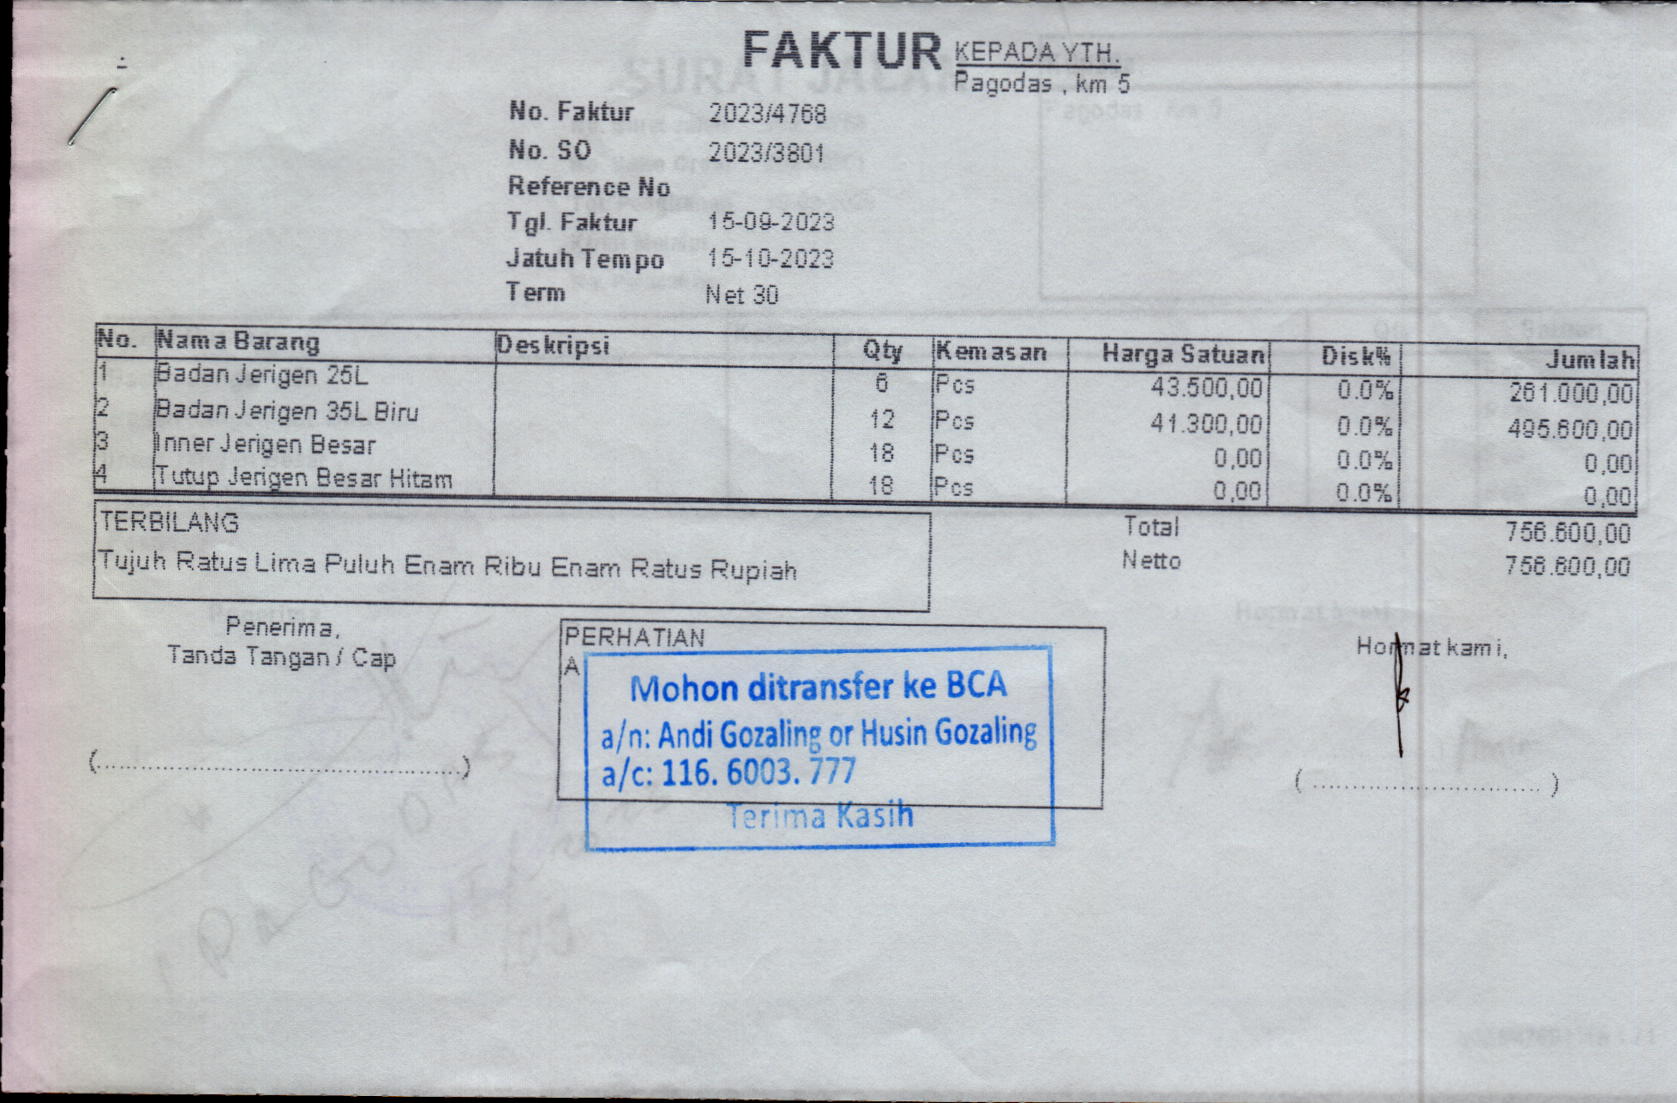 FAKTUR
KEPADA YTH.
Pagodas , km 5
No. Faktur 2023/4768
No. SO 2023/3801
Reference No
Tgl. Faktur 15-09-2023
Jatuh Tempo 15-10-2023
Term Net 30
No. Nama Barang Deskripsi Qty Kemasan Harga Satuan Disk% Jumlah
1 Badan Jerigen 25L 6 Pcs 43.500,00 0.0% 261.000,00
2 Badan Jerigen 35L Biru 12 Pcs 41.300,00 0.0% 495.600,00
3 Inner Jerigen Besar 18 Pcs 0,00 0.0% 0,00
4 Tutup Jerigen Besar Hitam 18 Pcs 0,00 0.0% 0,00
TERBILANG
Tujuh Ratus Lima Puluh Enam Ribu Enam Ratus Rupiah
Total 756.600,00
Netto 756.600,00
Penerima,
Tanda Tangan / Cap
PERHATIAN
A
Mohon ditransfer ke BCA
a/n: Andi Gozaling or Husin Gozaling
a/c: 116. 6003. 777
Terima Kasih
Hormat kami,
(........................................)
(............................)
PAGODAS